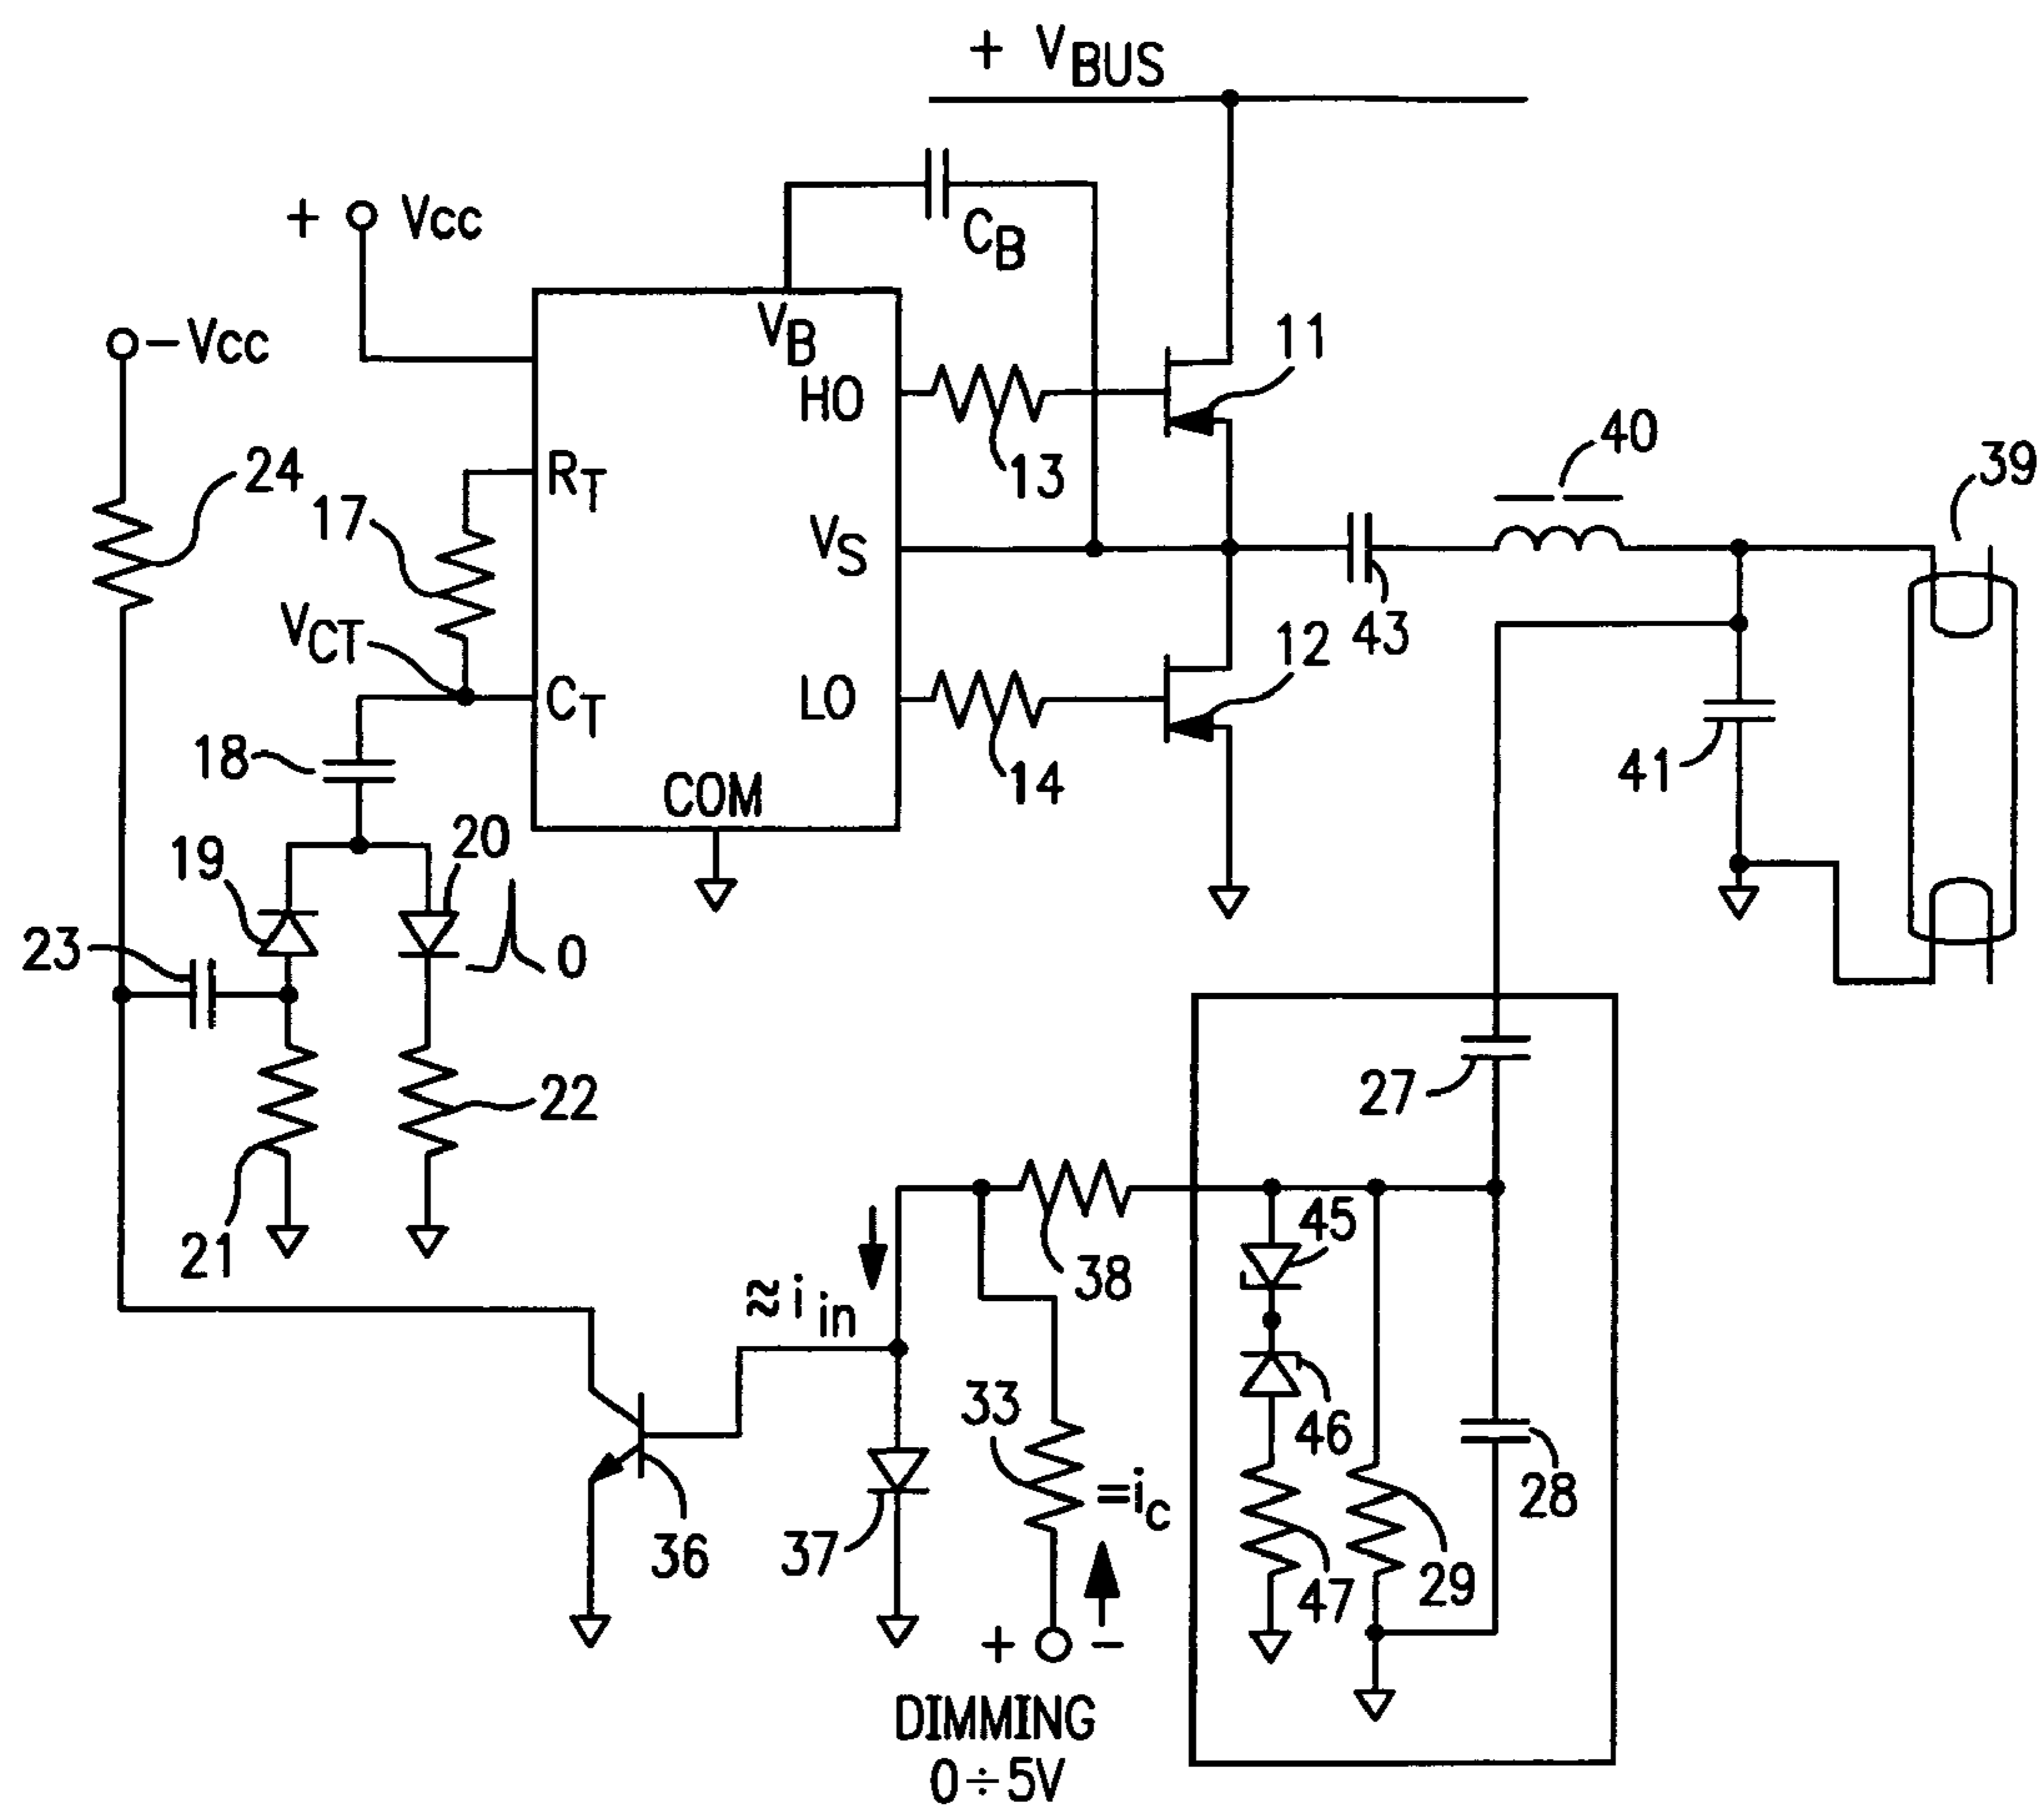 + VBUS
+ Vcc
CB
-Vcc
VB
HO
11
13
24
17
RT
VS
40
39
VCT
CT
LO
43
12
14
18
COM
41
19
20
23
0
22
27
21
38
45
≈iin
33
=ic
46
28
36
37
47
29
+ -
DIMMING
0÷5V